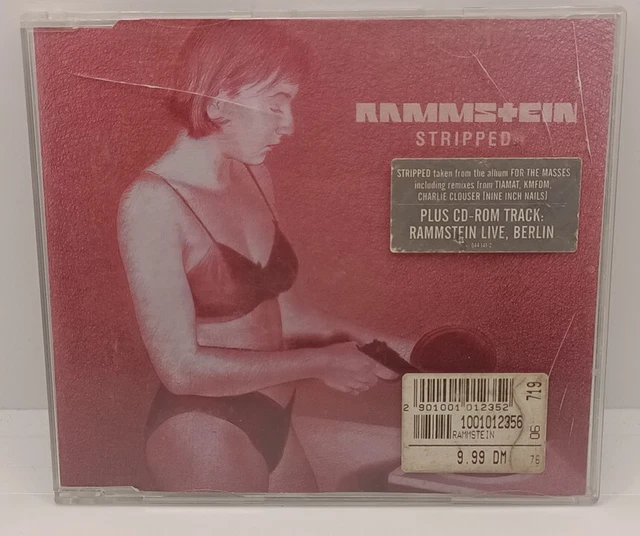 RAMMSTEIN
STRIPPED
STRIPPED taken from the album FOR THE MASSES
including remixes from TIAMAT, KMFDM,
CHARLIE CLOUSER (NINE INCH NAILS)
PLUS CD-ROM TRACK:
RAMMSTEIN LIVE, BERLIN
2 901001 012352
1001012356
RAMMSTEIN
9.99 DM
719
06
76